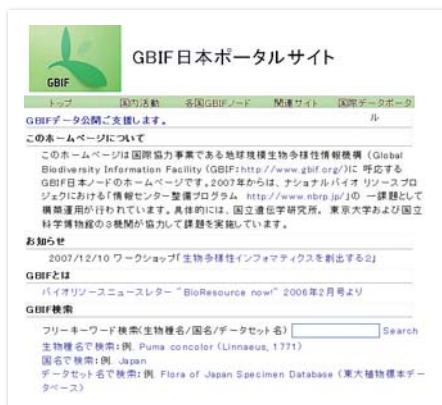 GBIF
GBIF日本ポータルサイト
トップ 国内活動 各国GBIFノード 関連サイト 国際データポータル
GBIFデータ公開ご支援します。
このホームページについて
このホームページは国際協力事業である地球規模生物多様性情報機構 (Global
Biodiversity Information Facility (GBIF:http://www.gbif.org/)に 呼応する
GBIF日本ノードのホームページです。2007年からは、ナショナルバイオ リソースプロ
ジェクにおける「情報センター整備プログラム http://www.nbrp.jp/」の 一課題として
構築運用が行われています。具体的には、国立遺伝学研究所、東京大学および国立
科学博物館の3機関が協力して課題を実施しています。
お知らせ
2007/12/10 ワークショップ「生物多様性インフォマティクスを創出する2」
GBIFとは
バイオリソースニュースレター “BioResource now!” 2006年2月号より
GBIF検索
フリーキーワード検索(生物種名/国名/データセット名) Search
生物種名で検索:例. Puma concolor (Linnaeus, 1771)
国名で検索:例. Japan
データセット名で検索:例. Flora of Japan Specimen Database (東大植物標本デー
タベース)